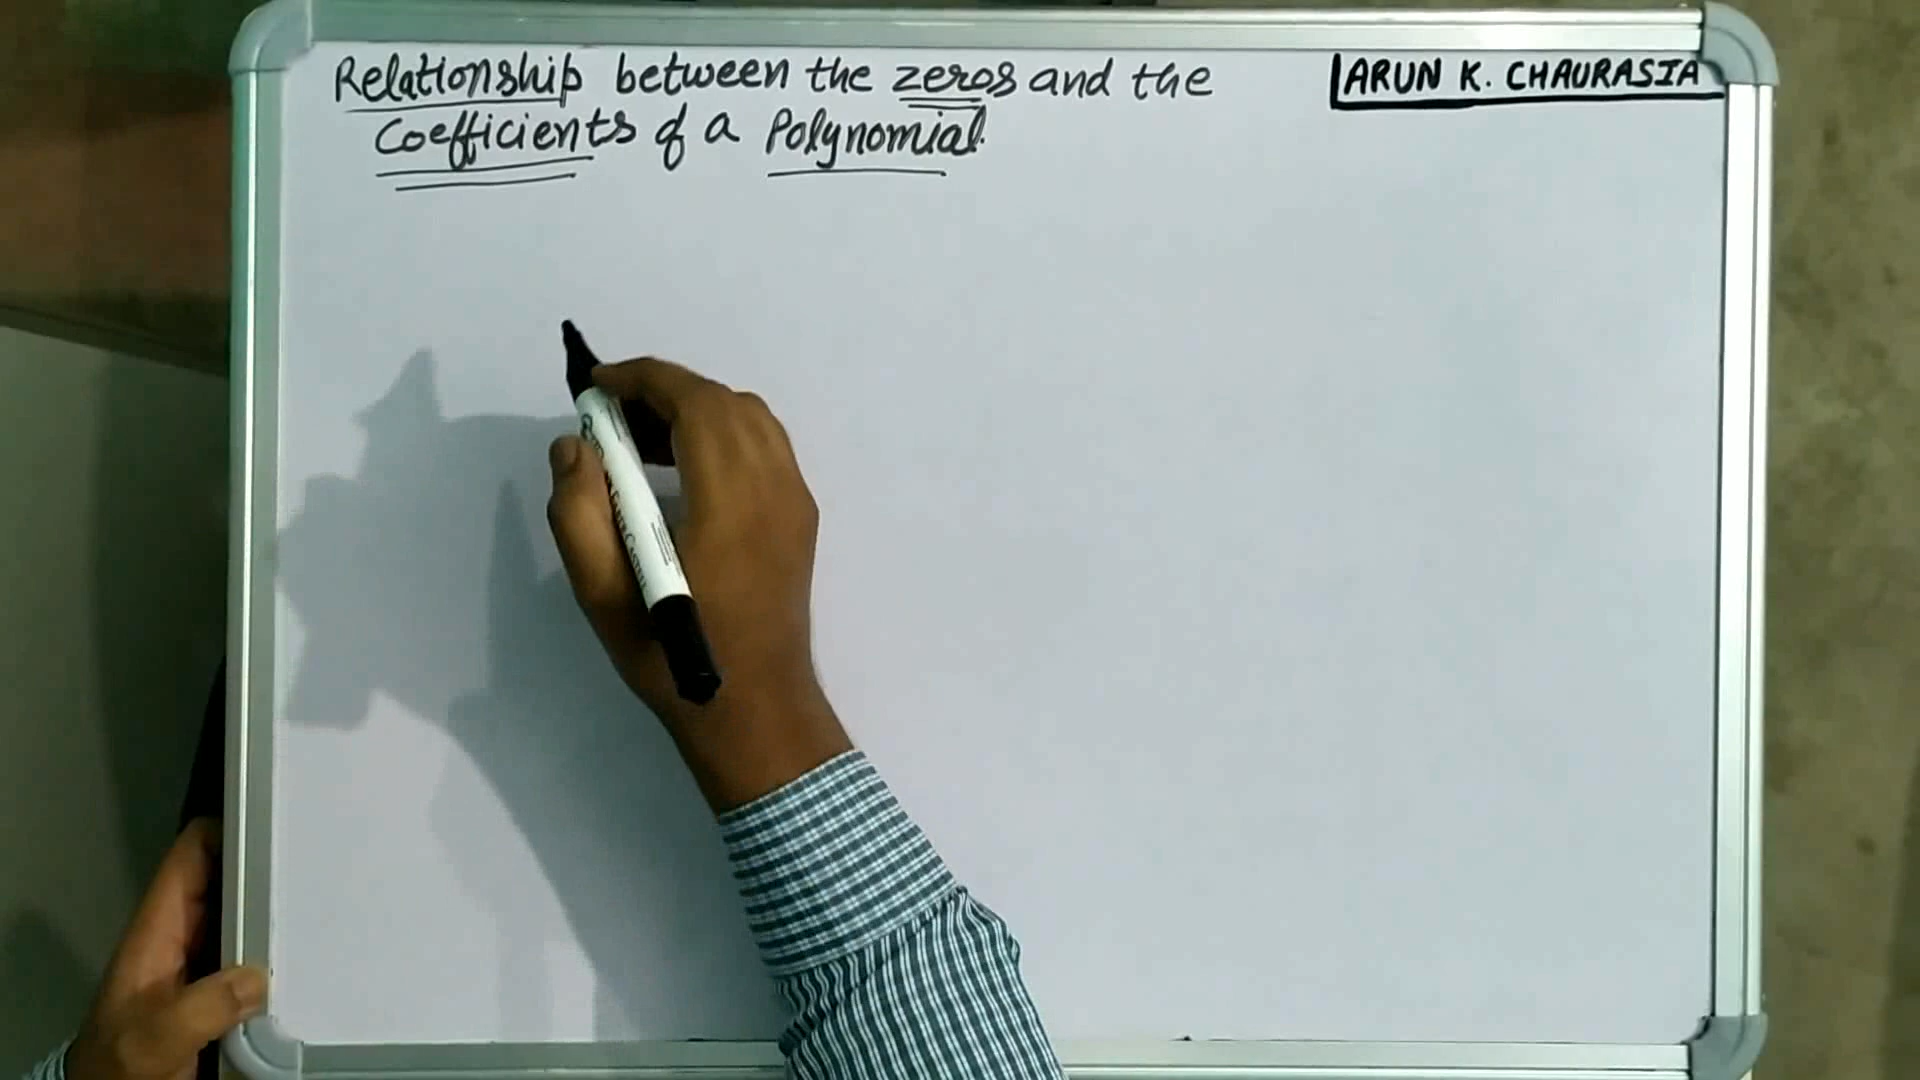 Relationship between the zeros and the
Coefficients of a Polynomial.
ARUN K. CHAURASIA